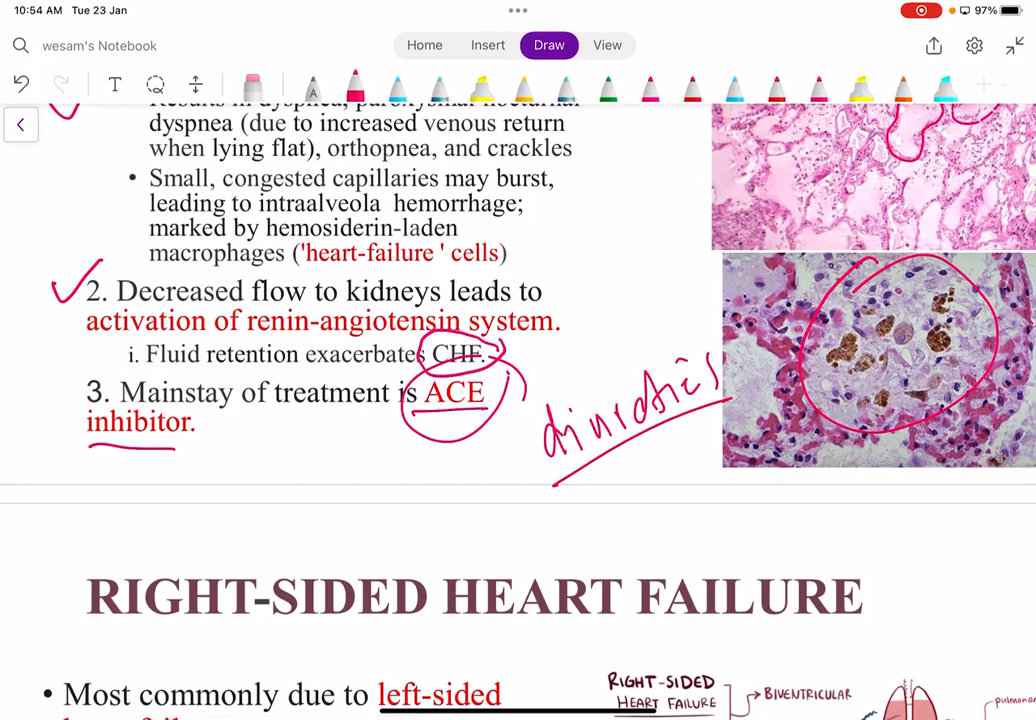 10:54 AM Tue 23 Jan
97%
wesam's Notebook
Home Insert Draw View
T
A
dyspnea (due to increased venous return
when lying flat), orthopnea, and crackles
• Small, congested capillaries may burst,
leading to intraalveola hemorrhage;
marked by hemosiderin-laden
macrophages ('heart-failure ' cells)
2. Decreased flow to kidneys leads to
activation of renin-angiotensin system.
i. Fluid retention exacerbates CHF.
3. Mainstay of treatment is ACE
inhibitor.
diuretics
RIGHT-SIDED HEART FAILURE
• Most commonly due to left-sided
RIGHT-SIDED
HEART FAILURE
BIVENTRICULAR